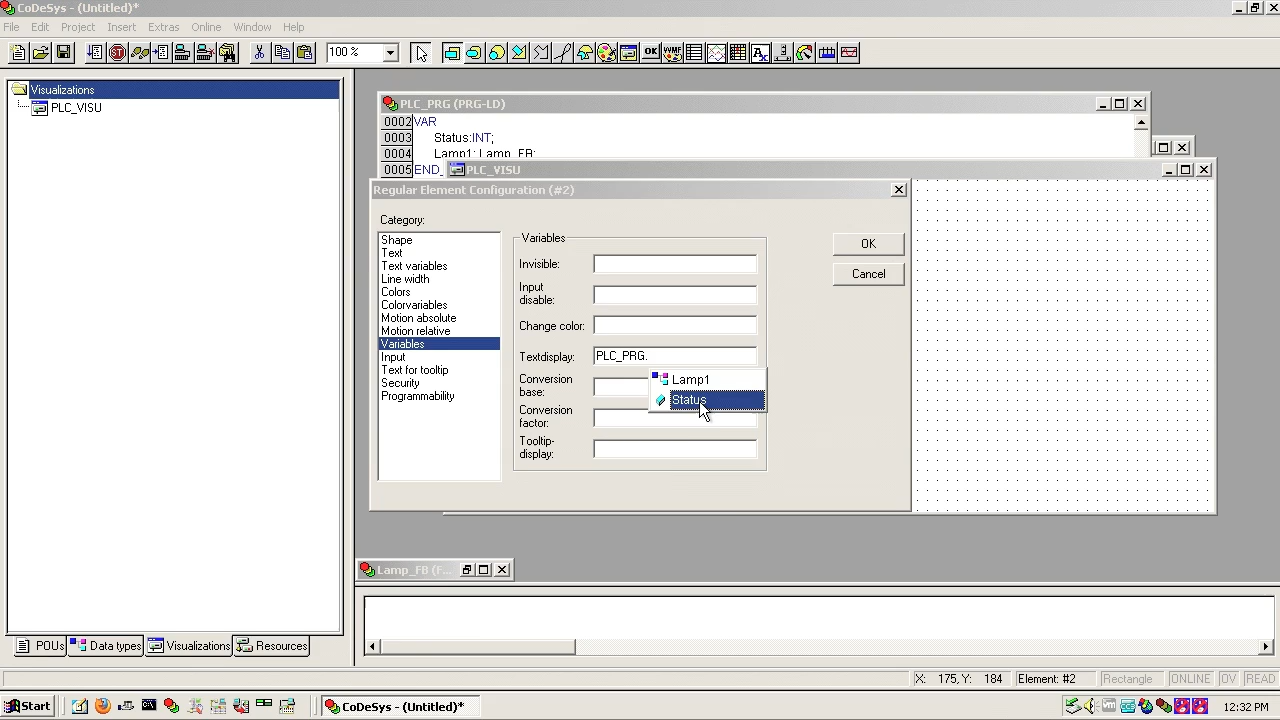 CoDeSys - (Untitled)*
File Edit Project Insert Extras Online Window Help
100 %
OK
Visualizations
PLC_VISU
PLC_PRG (PRG-LD)
0002 VAR
0003 Status:INT;
0004 Lamp1: Lamp_FB;
0005 END_
PLC_VISU
Regular Element Configuration (#2)
Category:
Shape
Text
Text variables
Line width
Colors
Colorvariables
Motion absolute
Motion relative
Variables
Input
Text for tooltip
Security
Programmability
Variables
Invisible:
Input
disable:
Change color:
Textdisplay: PLC_PRG.
Lamp1
Status
Conversion
base:
Conversion
factor:
Tooltip-
display:
OK
Cancel
Lamp_FB (F...
POUs Data types Visualizations Resources
X: 175, Y: 184 Element: #2 Rectangle ONLINE OV READ
Start CoDeSys - (Untitled)* 12:32 PM